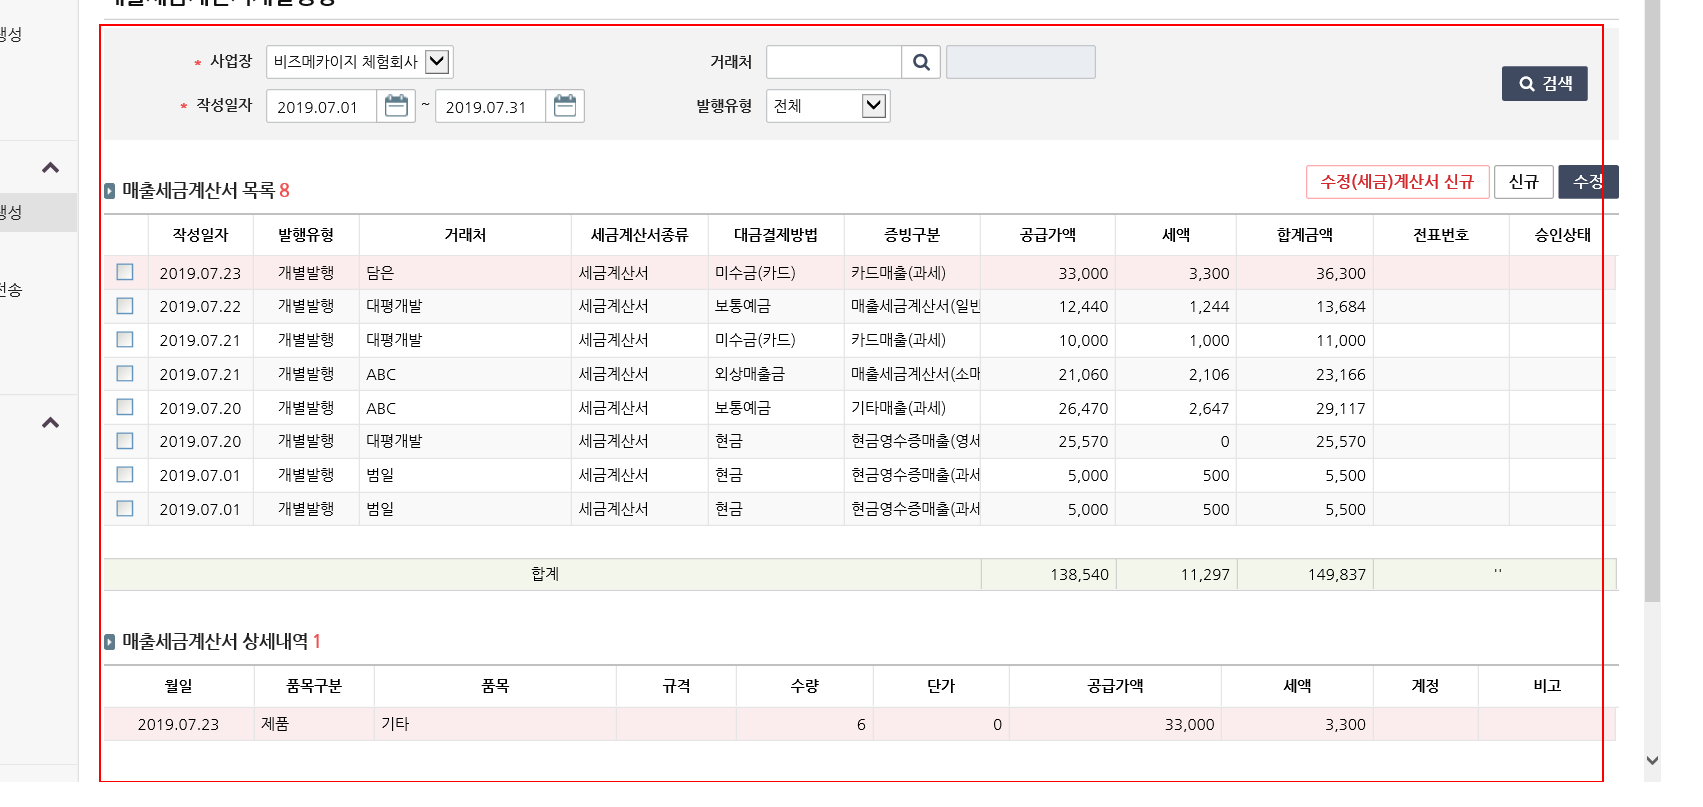 생성
* 사업장 비즈메카이지 체험회사 거래처
검색
* 작성일자 2019.07.01 ~ 2019.07.31 발행유형 전체
매출세금계산서 목록 8
수정(세금)계산서 신규 신규 수정
생성
작성일자 발행유형 거래처 세금계산서종류 대금결제방법 증빙구분 공급가액 세액 합계금액 전표번호 승인상태
2019.07.23 개별발행 담은 세금계산서 미수금(카드) 카드매출(과세) 33,000 3,300 36,300
전송
2019.07.22 개별발행 대평개발 세금계산서 보통예금 매출세금계산서(일반 12,440 1,244 13,684
2019.07.21 개별발행 대평개발 세금계산서 미수금(카드) 카드매출(과세) 10,000 1,000 11,000
2019.07.21 개별발행 ABC 세금계산서 외상매출금 매출세금계산서(소매 21,060 2,106 23,166
2019.07.20 개별발행 ABC 세금계산서 보통예금 기타매출(과세) 26,470 2,647 29,117
2019.07.20 개별발행 대평개발 세금계산서 현금 현금영수증매출(영세 25,570 0 25,570
2019.07.01 개별발행 범일 세금계산서 현금 현금영수증매출(과세 5,000 500 5,500
2019.07.01 개별발행 범일 세금계산서 현금 현금영수증매출(과세 5,000 500 5,500
합계 138,540 11,297 149,837 ''
매출세금계산서 상세내역 1
월일 품목구분 품목 규격 수량 단가 공급가액 세액 계정 비고
2019.07.23 제품 기타 6 0 33,000 3,300